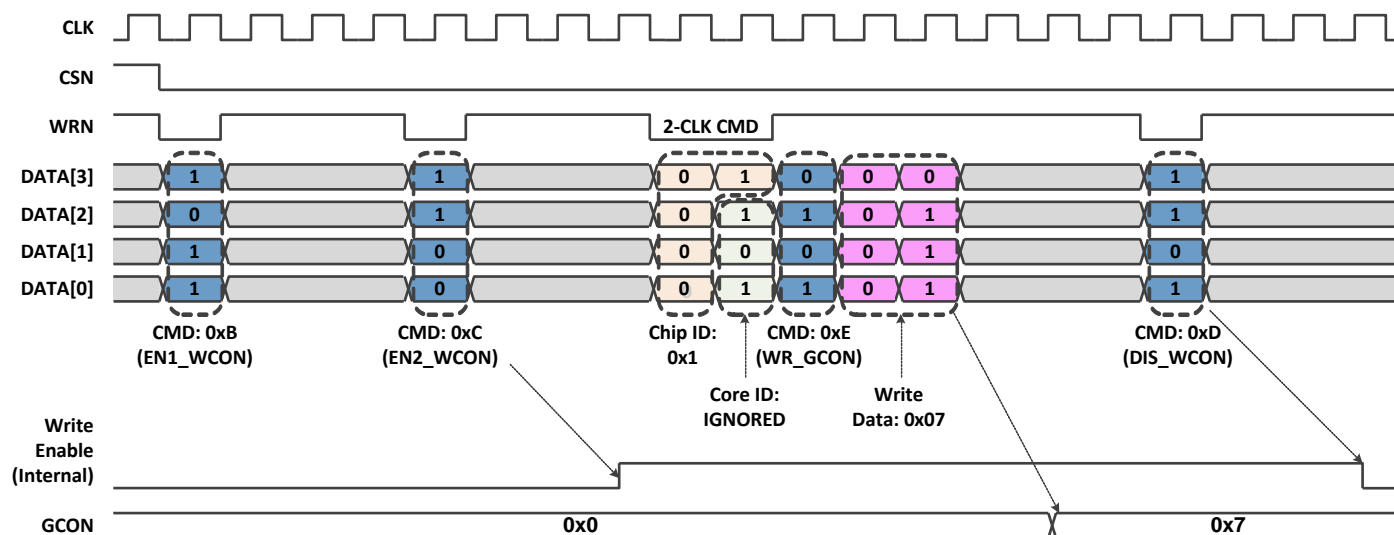 CLK
CSN
WRN
2-CLK CMD
DATA[3]
1
1
0
1
0
0
0
1
DATA[2]
0
1
0
1
1
0
1
1
DATA[1]
1
0
0
0
0
0
1
0
DATA[0]
1
0
0
1
1
0
1
1
CMD: 0xB
(EN1_WCON)
CMD: 0xC
(EN2_WCON)
Chip ID:
0x1
CMD: 0xE
(WR_GCON)
CMD: 0xD
(DIS_WCON)
Core ID:
IGNORED
Write
Data: 0x07
Write
Enable
(Internal)
GCON
0x0
0x7